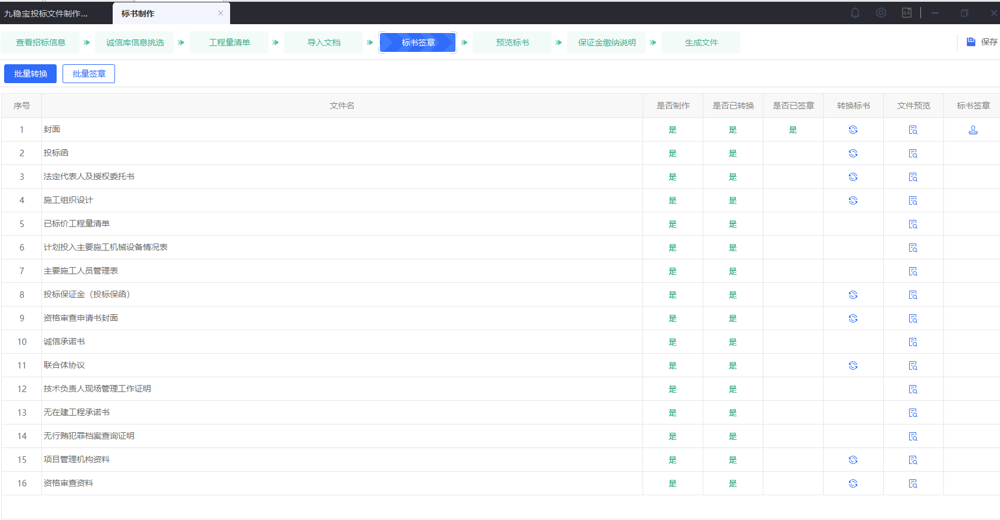 九稳宝投标文件制作... 标书制作
查看招标信息 诚信库信息挑选 工程量清单 导入文档 标书签章 预览标书 保证金缴纳说明 生成文件 保存
批量转换 批量签章
序号 文件名 是否制作 是否已转换 是否已签章 转换标书 文件预览 标书签章
1 封面 是 是 是
2 投标函 是 是
3 法定代表人及授权委托书 是 是
4 施工组织设计 是 是
5 已标价工程量清单 是 是
6 计划投入主要施工机械设备情况表 是 是
7 主要施工人员管理表 是 是
8 投标保证金（投标保函） 是 是
9 资格审查申请书封面 是 是
10 诚信承诺书 是 是
11 联合体协议 是 是
12 技术负责人现场管理工作证明 是 是
13 无在建工程承诺书 是 是
14 无行贿犯罪档案查询证明 是 是
15 项目管理机构资料 是 是
16 资格审查资料 是 是